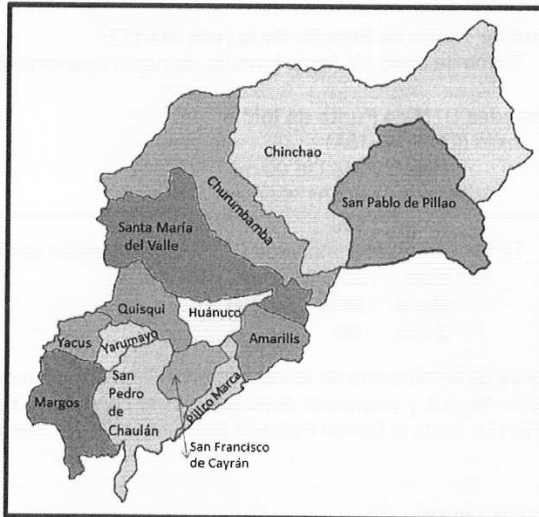 Chinchao
San Pablo de Pillao
Churumbamba
Santa María
del Valle
Quisqui
Huánuco
Amarilis
Yacus
Yarumayo
San
Pedro
de
Chaulán
Margos
Pillco Marca
San Francisco
de Cayrán